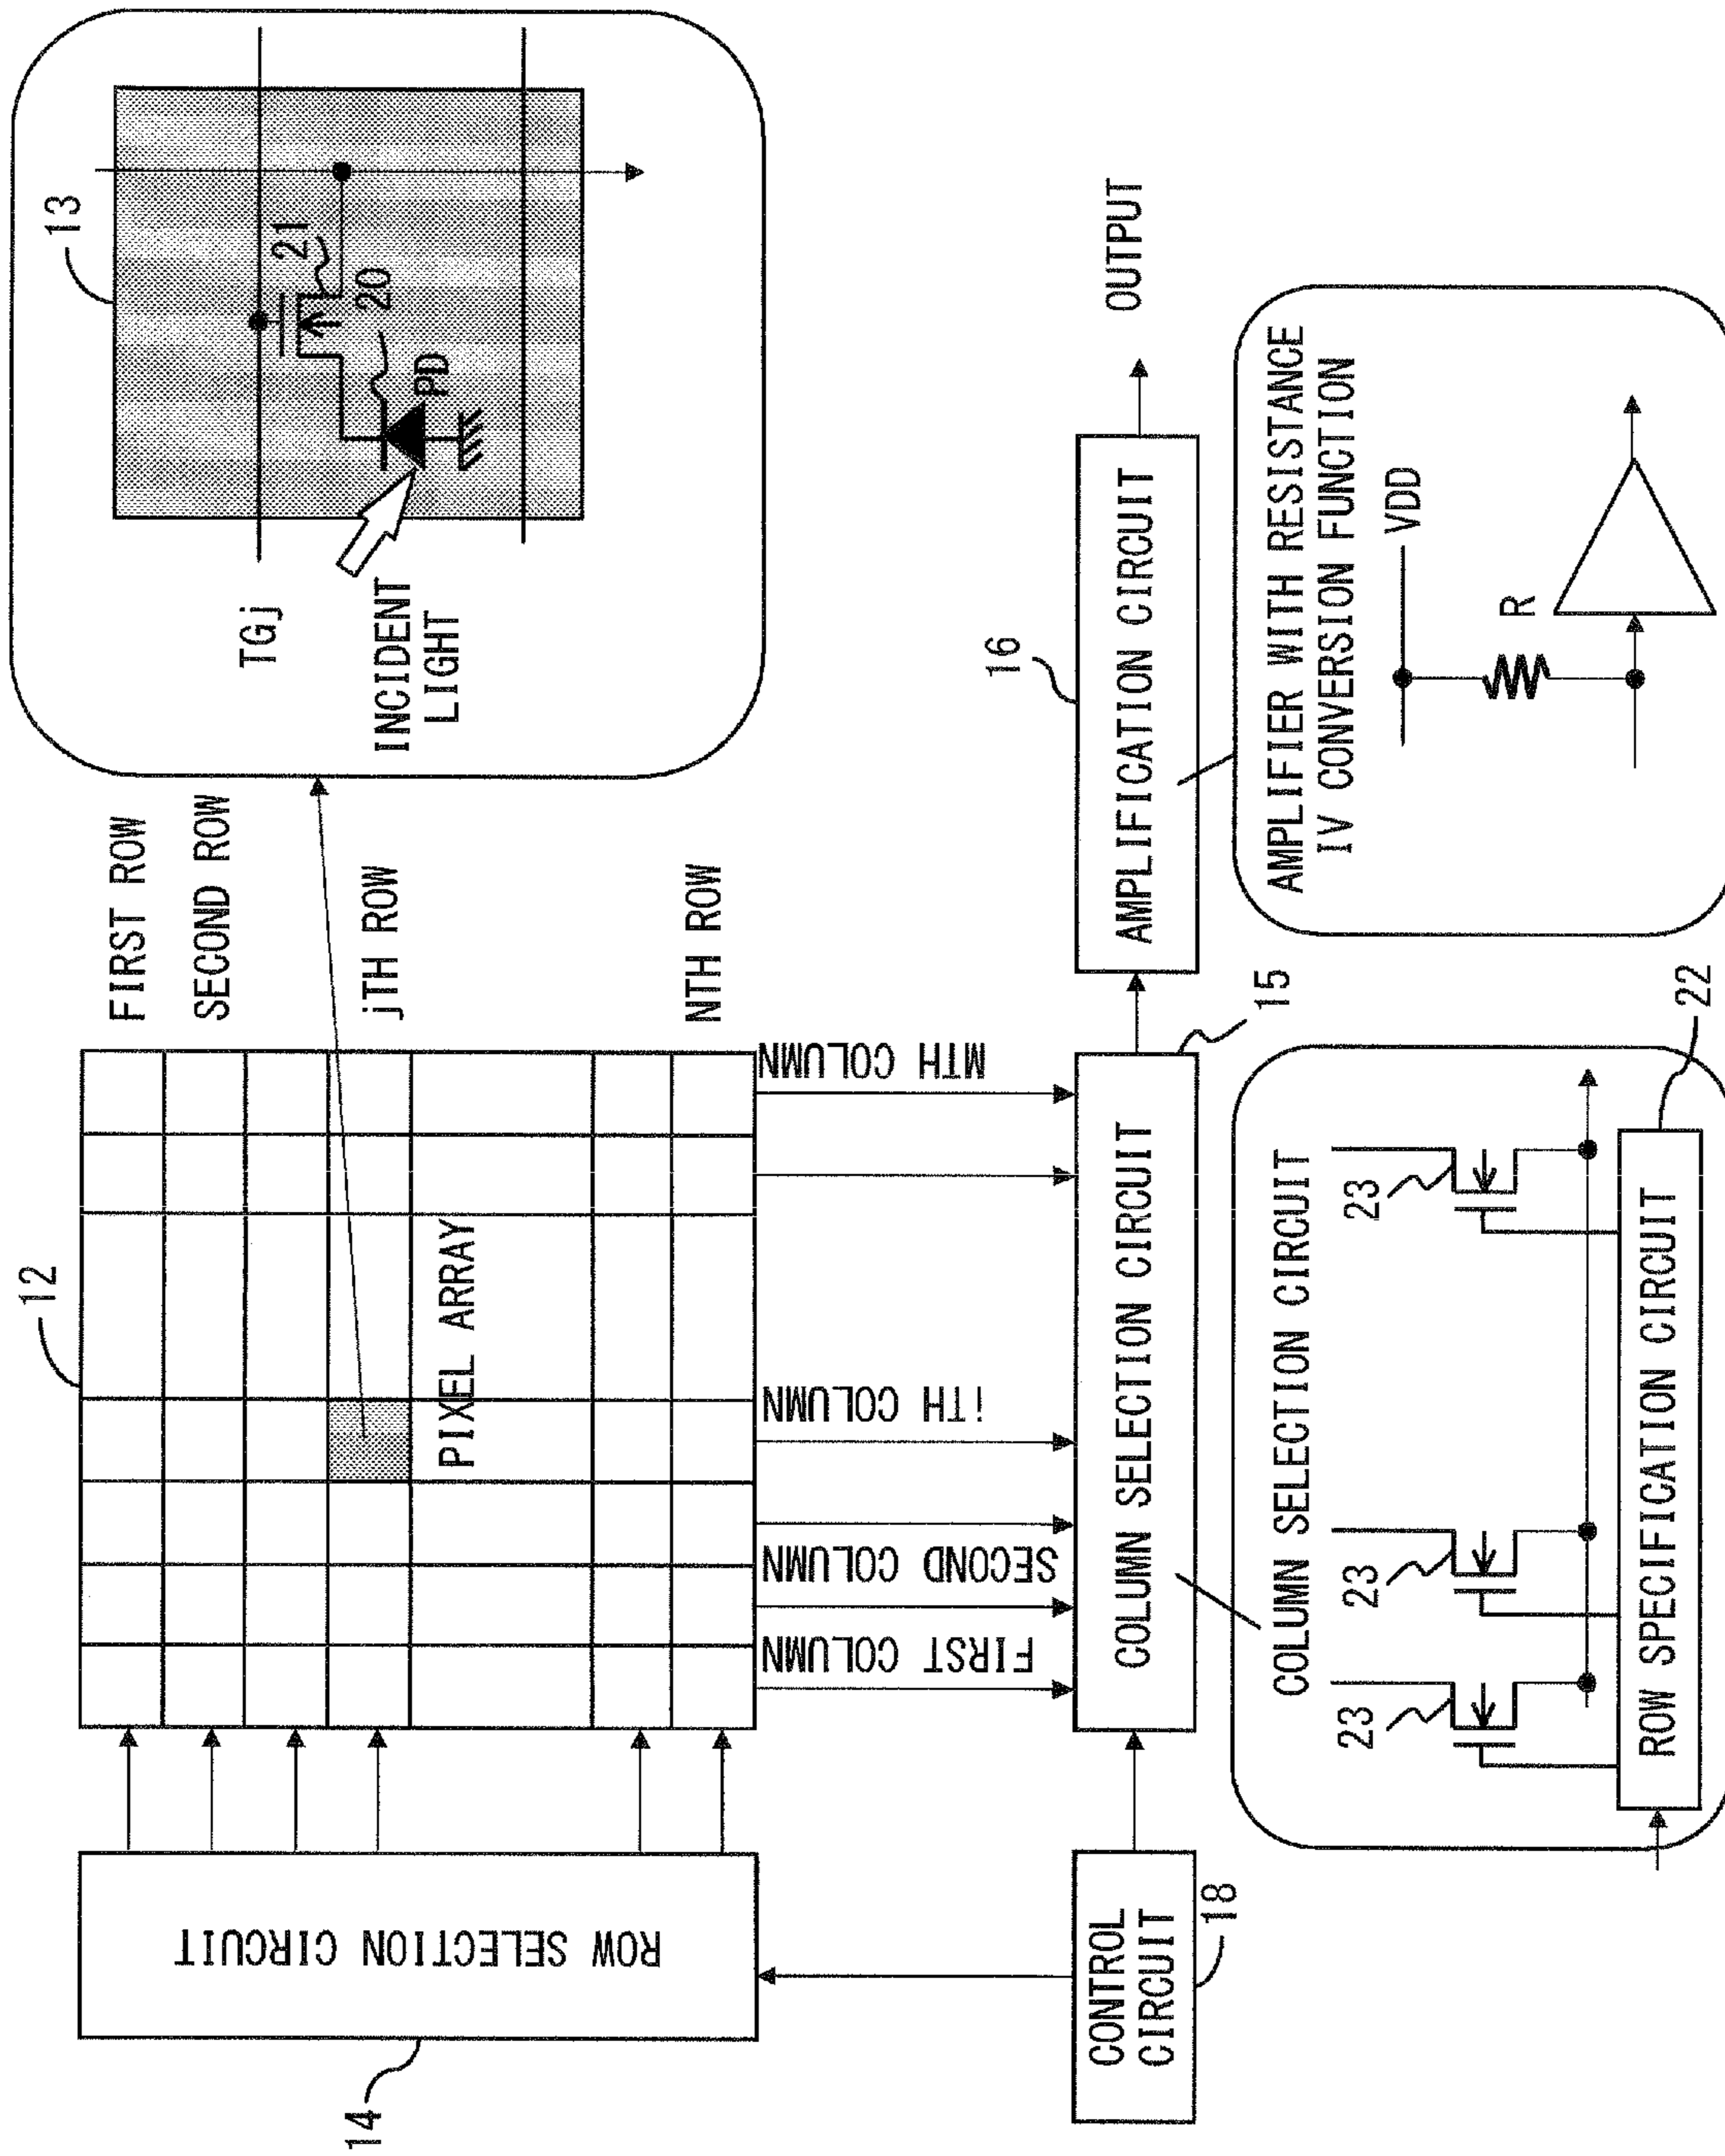 12
13
FIRST ROW
SECOND ROW
jTH ROW
NTH ROW
PIXEL ARRAY
ROW SELECTION CIRCUIT
14
TGj
21
20
PD
INCIDENT
LIGHT
FIRST COLUMN
SECOND COLUMN
iTH COLUMN
MTH COLUMN
CONTROL
CIRCUIT
18
COLUMN SELECTION CIRCUIT
15
16
AMPLIFICATION CIRCUIT
OUTPUT
COLUMN SELECTION CIRCUIT
23
23
23
ROW SPECIFICATION CIRCUIT
22
AMPLIFIER WITH RESISTANCE
IV CONVERSION FUNCTION
VDD
R